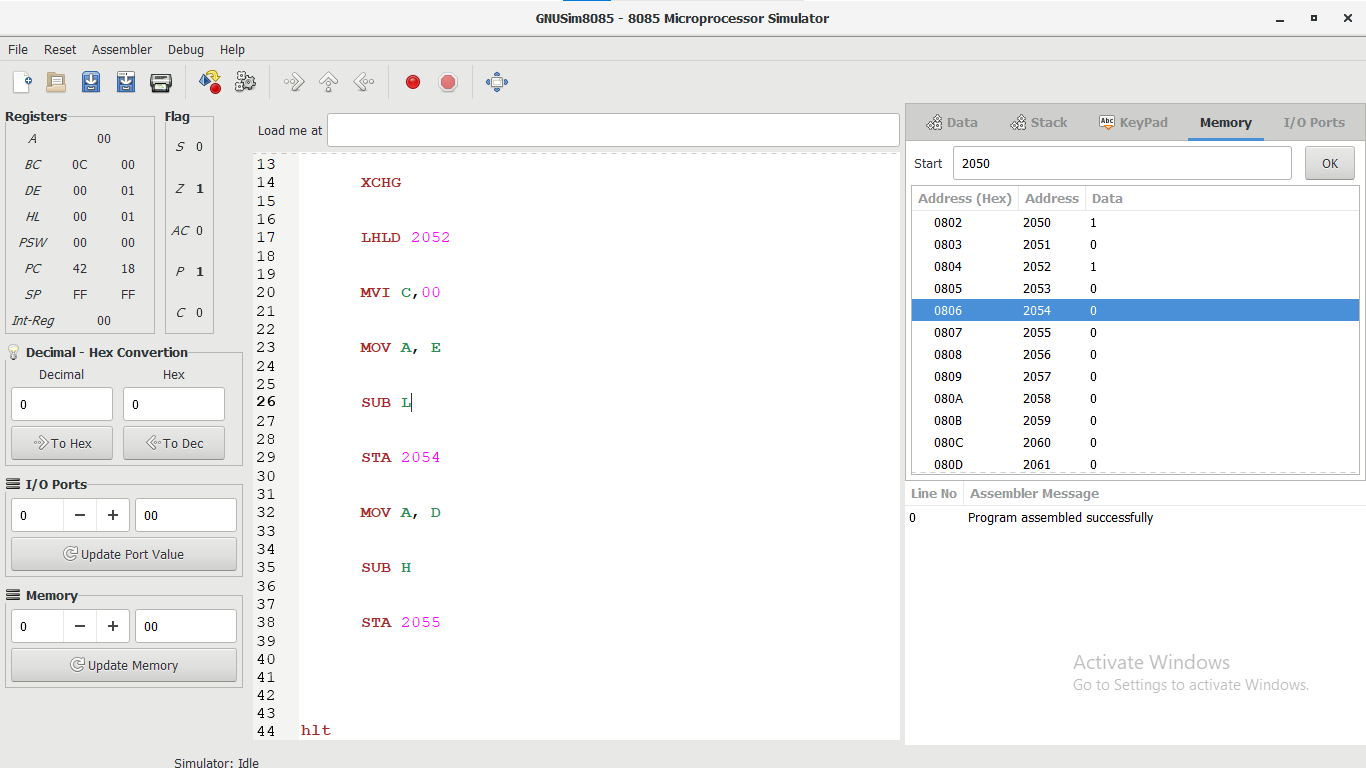 GNUSim8085 - 8085 Microprocessor Simulator
File Reset Assembler Debug Help
Registers
A 00
BC 0C 00
DE 00 01
HL 00 01
PSW 00 00
PC 42 18
SP FF FF
Int-Reg 00
Flag
S 0
Z 1
AC 0
P 1
C 0
Decimal - Hex Convertion
Decimal Hex
0 0
To Hex To Dec
I/O Ports
0 − + 00
Update Port Value
Memory
0 − + 00
Update Memory
Load me at
13
14 XCHG
15
16
17 LHLD 2052
18
19
20 MVI C,00
21
22
23 MOV A, E
24
25
26 SUB L
27
28
29 STA 2054
30
31
32 MOV A, D
33
34
35 SUB H
36
37
38 STA 2055
39
40
41
42
43
44 hlt
Data Stack Abc KeyPad Memory I/O Ports
Start 2050 OK
Address (Hex) Address Data
0802 2050 1
0803 2051 0
0804 2052 1
0805 2053 0
0806 2054 0
0807 2055 0
0808 2056 0
0809 2057 0
080A 2058 0
080B 2059 0
080C 2060 0
080D 2061 0
Line No Assembler Message
0 Program assembled successfully
Activate Windows
Go to Settings to activate Windows.
Simulator: Idle